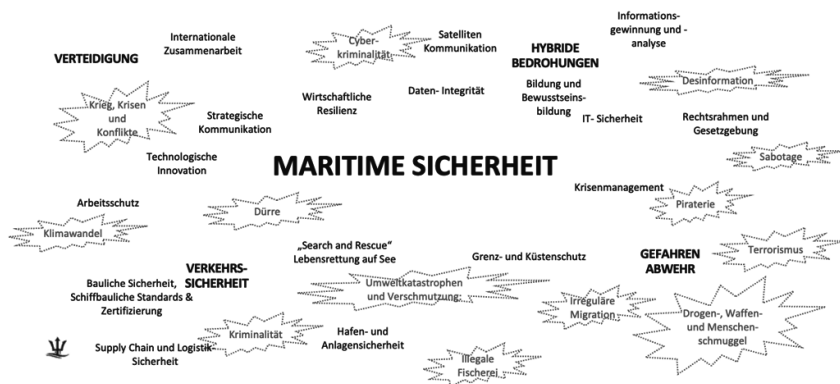 Informations-
gewinnung und -
analyse
Internationale
Zusammenarbeit
Cyber-
kriminalität
Satelliten
Kommunikation
VERTEIDIGUNG
HYBRIDE
BEDROHUNGEN
Desinformation
Krieg, Krisen
und
Konflikte
Wirtschaftliche
Resilienz
Daten- Integrität
Bildung und
Bewusstseins-
bildung
Strategische
Kommunikation
IT- Sicherheit
Rechtsrahmen und
Gesetzgebung
Technologische
Innovation
MARITIME SICHERHEIT
Sabotage
Krisenmanagement
Arbeitsschutz
Dürre
Piraterie
Klimawandel
„Search and Rescue“
Lebensrettung auf See
Grenz- und Küstenschutz
GEFAHREN
ABWEHR
Terrorismus
VERKEHRS-
SICHERHEIT
Bauliche Sicherheit,
Schiffbauliche Standards &
Zertifizierung
Umweltkatastrophen
und Verschmutzung;
Irreguläre
Migration
Drogen-, Waffen-
und Menschen-
schmuggel
Kriminalität
Hafen- und
Anlagensicherheit
Supply Chain und Logistik-
Sicherheit
Illegale
Fischerei